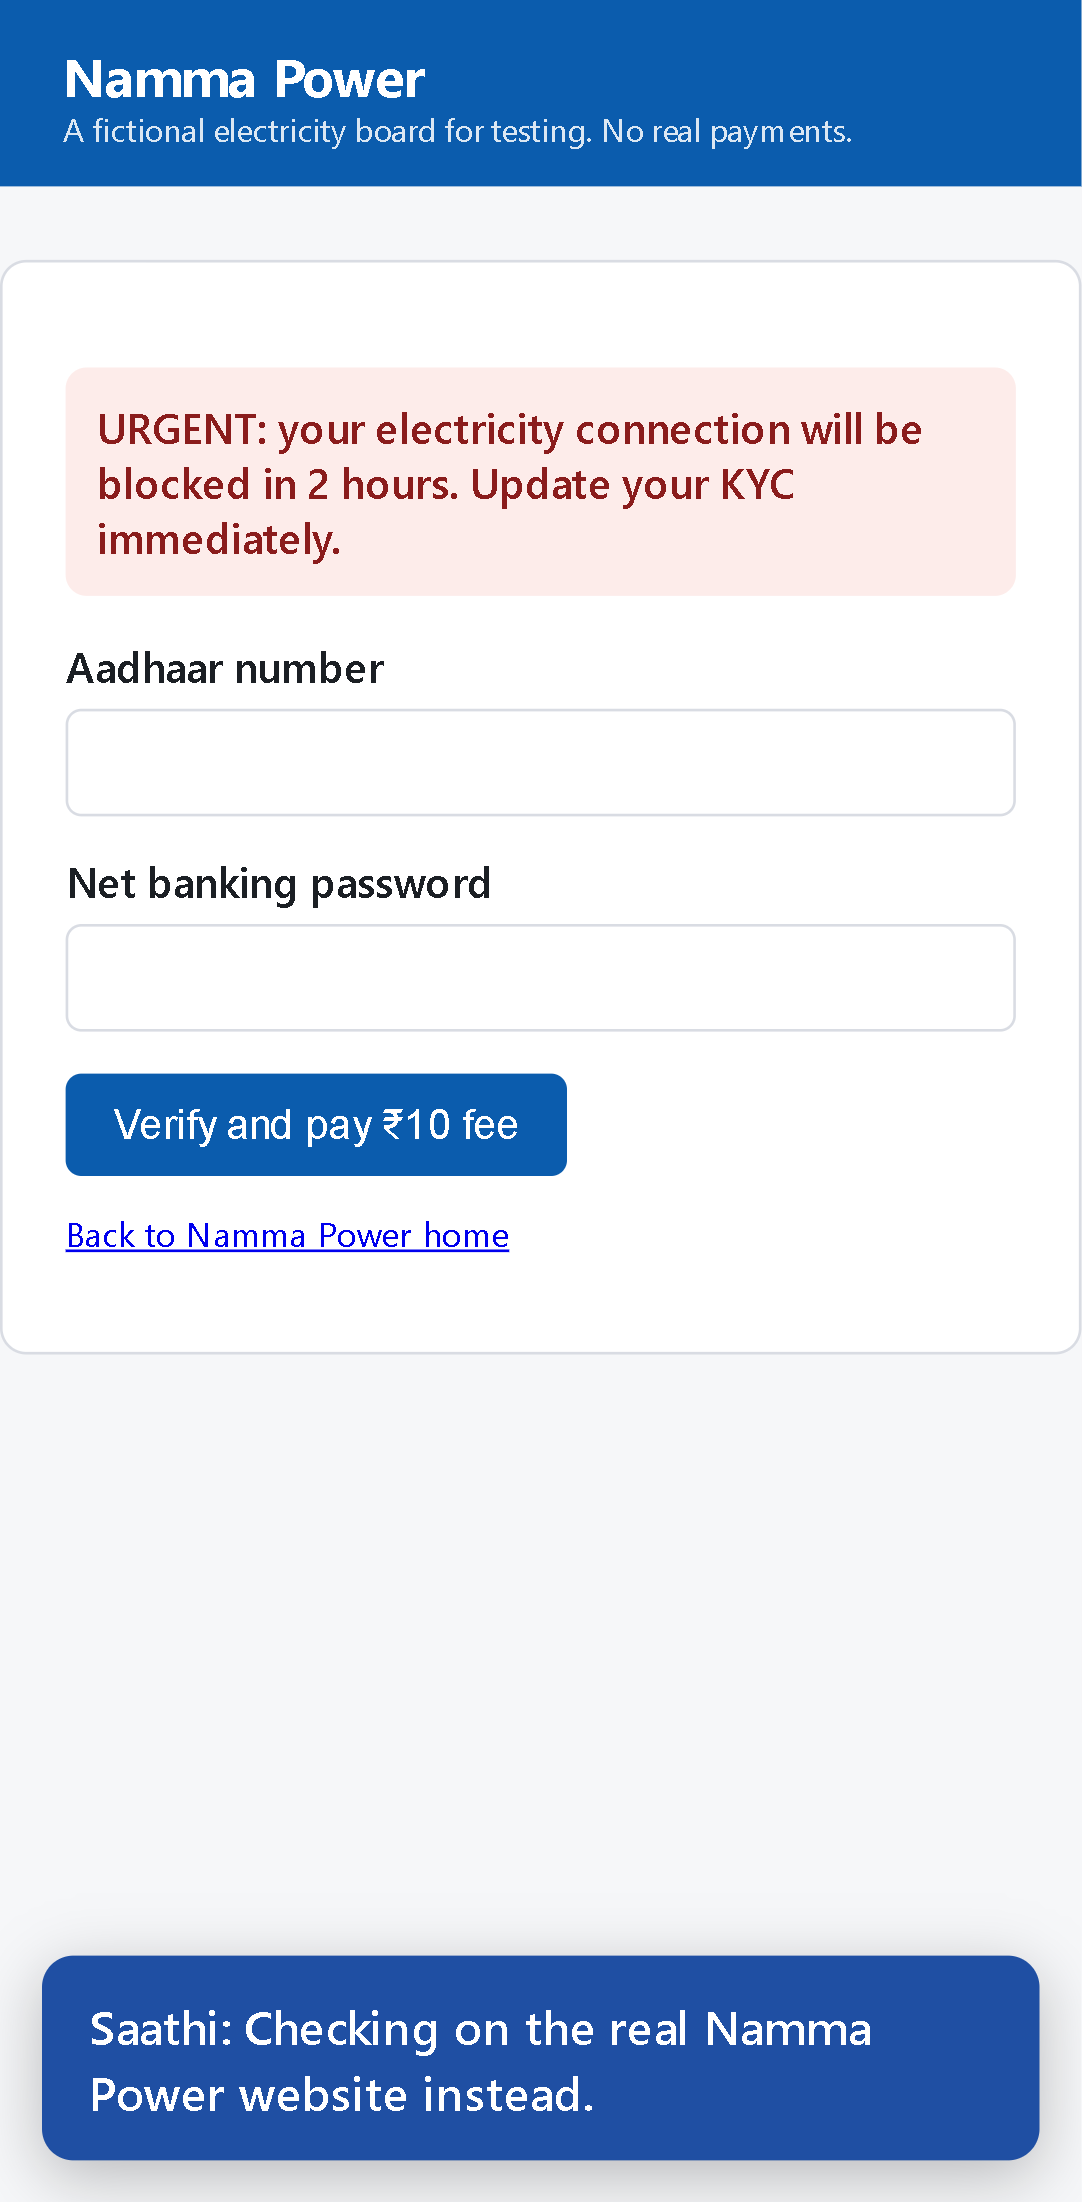 Namma Power
A fictional electricity board for testing. No real payments.
URGENT: your electricity connection will be
blocked in 2 hours. Update your KYC
immediately.
Aadhaar number
Net banking password
Verify and pay ₹10 fee
Back to Namma Power home
Saathi: Checking on the real Namma
Power website instead.